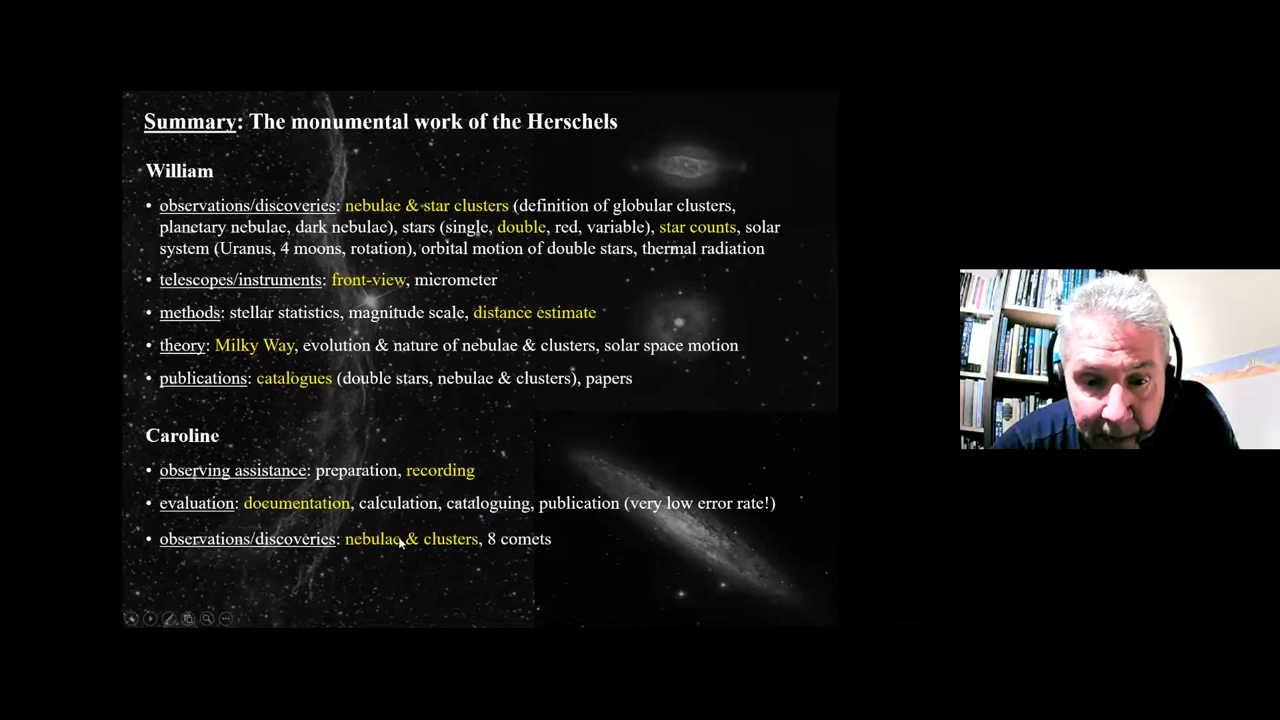 Summary: The monumental work of the Herschels
William
• observations/discoveries: nebulae & star clusters (definition of globular clusters,
planetary nebulae, dark nebulae), stars (single, double, red, variable), star counts, solar
system (Uranus, 4 moons, rotation), orbital motion of double stars, thermal radiation
• telescopes/instruments: front-view, micrometer
• methods: stellar statistics, magnitude scale, distance estimate
• theory: Milky Way, evolution & nature of nebulae & clusters, solar space motion
• publications: catalogues (double stars, nebulae & clusters), papers
Caroline
• observing assistance: preparation, recording
• evaluation: documentation, calculation, cataloguing, publication (very low error rate!)
• observations/discoveries: nebulae & clusters, 8 comets